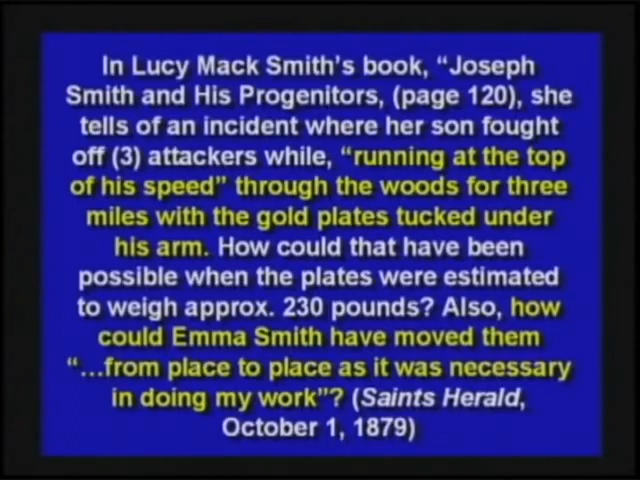 In Lucy Mack Smith's book, “Joseph
Smith and His Progenitors, (page 120), she
tells of an incident where her son fought
off (3) attackers while, “running at the top
of his speed” through the woods for three
miles with the gold plates tucked under
his arm. How could that have been
possible when the plates were estimated
to weigh approx. 230 pounds? Also, how
could Emma Smith have moved them
“...from place to place as it was necessary
in doing my work”? (Saints Herald,
October 1, 1879)